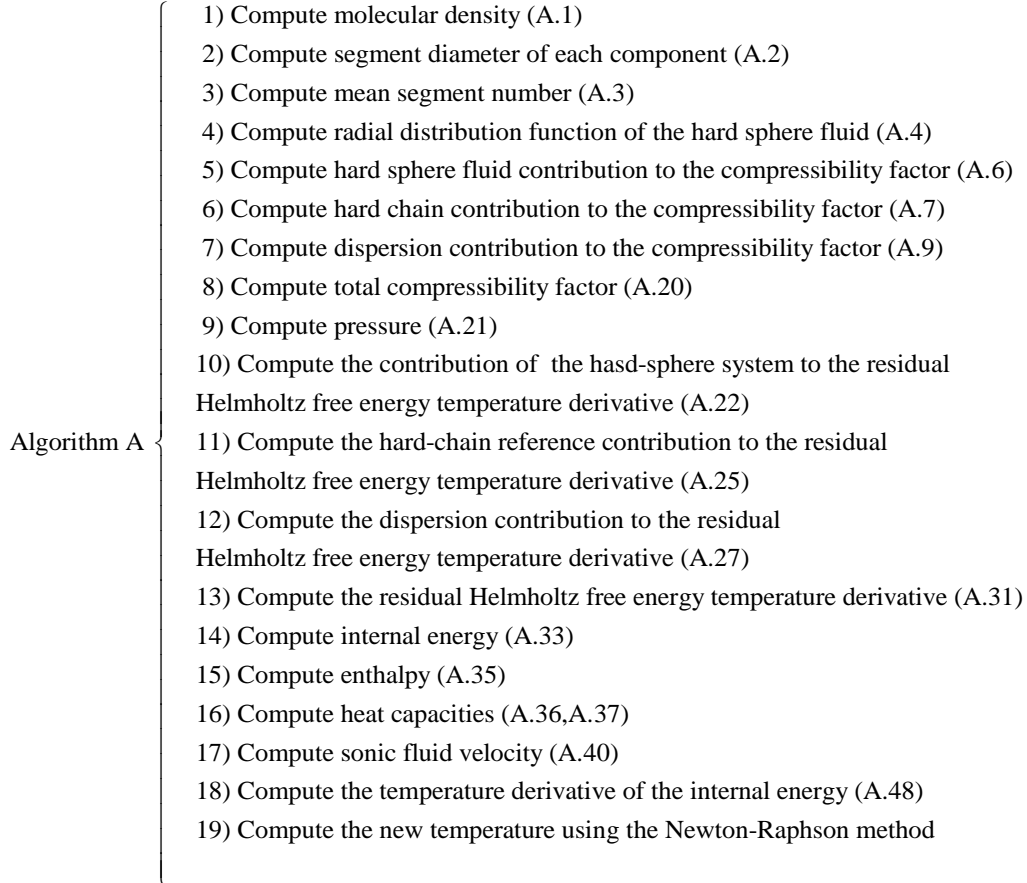 1) Compute molecular density (A.1)
2) Compute segment diameter of each component (A.2)
3) Compute mean segment number (A.3)
4) Compute radial distribution function of the hard sphere fluid (A.4)
5) Compute hard sphere fluid contribution to the compressibility factor (A.6)
6) Compute hard chain contribution to the compressibility factor (A.7)
7) Compute dispersion contribution to the compressibility factor (A.9)
8) Compute total compressibility factor (A.20)
9) Compute pressure (A.21)
10) Compute the contribution of the hasd-sphere system to the residual
Helmholtz free energy temperature derivative (A.22)
Algorithm A
11) Compute the hard-chain reference contribution to the residual
Helmholtz free energy temperature derivative (A.25)
12) Compute the dispersion contribution to the residual
Helmholtz free energy temperature derivative (A.27)
13) Compute the residual Helmholtz free energy temperature derivative (A.31)
14) Compute internal energy (A.33)
15) Compute enthalpy (A.35)
16) Compute heat capacities (A.36,A.37)
17) Compute sonic fluid velocity (A.40)
18) Compute the temperature derivative of the internal energy (A.48)
19) Compute the new temperature using the Newton-Raphson method